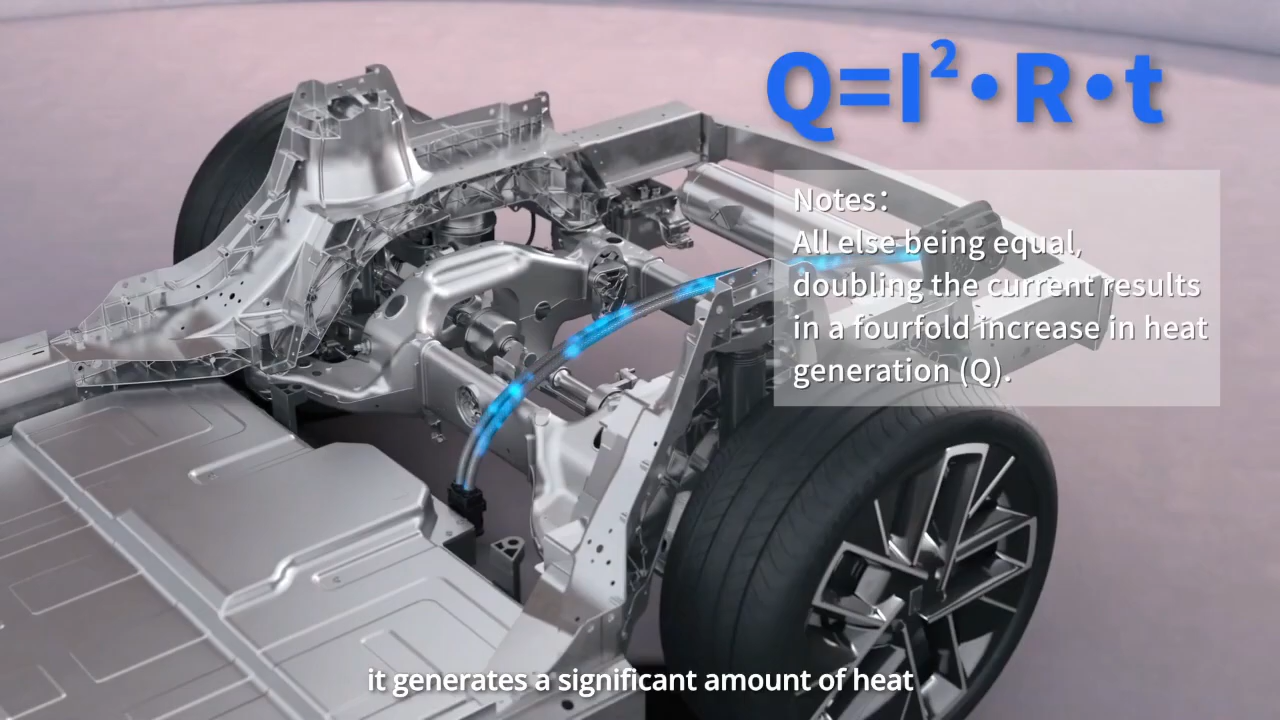 Q=I²•R•t
Notes:
All else being equal,
doubling the current results
in a fourfold increase in heat
generation (Q).
it generates a significant amount of heat